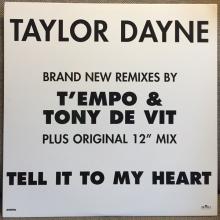 TAYLOR DAYNE
BRAND NEW REMIXES BY
T'EMPO &
TONY DE VIT
PLUS ORIGINAL 12" MIX
TELL IT TO MY HEART